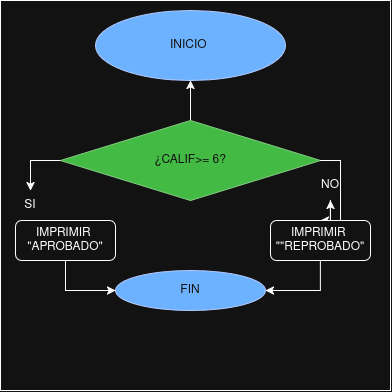 INICIO
¿CALIF>= 6?
NO
SI
IMPRIMIR
"APROBADO"
IMPRIMIR
""REPROBADO"
FIN